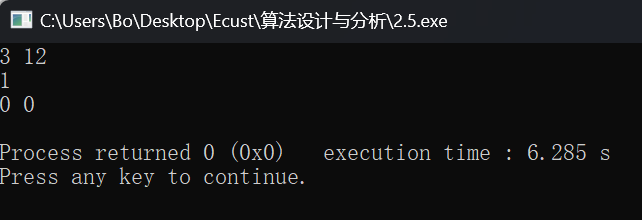 C:\Users\Bo\Desktop\Ecust\算法设计与分析\2.5.exe
3 12
1
0 0
Process returned 0 (0x0)   execution time : 6.285 s
Press any key to continue.